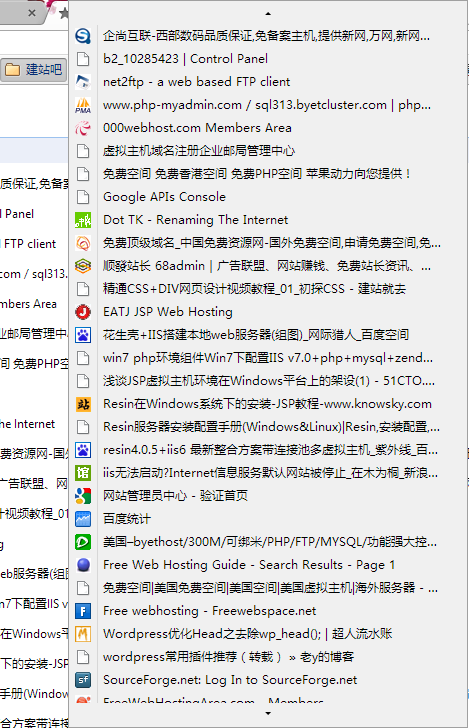 企尚互联-西部数码品质保证,免备案主机,提供新网,万网,新网...
b2_10285423 | Control Panel
net2ftp - a web based FTP client
www.php-myadmin.com / sql313.byetcluster.com | php...
000webhost.com Members Area
虚拟主机域名注册企业邮局管理中心
免费空间 免费香港空间 免费PHP空间 苹果动力向您提供！
Google APIs Console
Dot TK - Renaming The Internet
免费顶级域名_中国免费资源网-国外免费空间,申请免费空间,免...
顺發站长 68admin | 广告联盟、网站赚钱、免费站长资讯、...
精通CSS+DIV网页设计视频教程_01_初探CSS - 建站就去
EATJ JSP Web Hosting
花生壳+IIS搭建本地web服务器(组图)_网际猎人_百度空间
win7 php环境组件Win7下配置IIS v7.0+php+mysql+zend...
浅谈JSP虚拟主机环境在Windows平台上的架设(1) - 51CTO....
Resin在Windows系统下的安装-JSP教程-www.knowsky.com
Resin服务器安装配置手册(Windows&Linux)|Resin,安装配置,...
resin4.0.5+iis6 最新整合方案带连接池多虚拟主机_紫外线_百...
iis无法启动?Internet信息服务默认网站被停止_在木为桐_新浪...
网站管理员中心 - 验证首页
百度统计
美国–byethost/300M/可绑米/PHP/FTP/MYSQL/功能强大控...
Free Web Hosting Guide - Search Results - Page 1
免费空间|美国免费空间|美国空间|美国虚拟主机|海外服务器 - ...
Free webhosting - Freewebspace.net
Wordpress优化Head之去除wp_head(); | 超人流水账
wordpress常用插件推荐（转载） » 老y的博客
SourceForge.net: Log In to SourceForge.net
FreeWebHostingArea.com - Members
建站吧
质保证,免备案
l Panel
d FTP client
com / sql313.
mbers Area
业邮局管理中
间 免费PHP空
he Internet
免费资源网-国外
广告联盟、网
计视频教程_01
g
eb服务器(组图
n7下配置IIS v
在Windows平
下的安装-JSP
手册(Window
案带连接